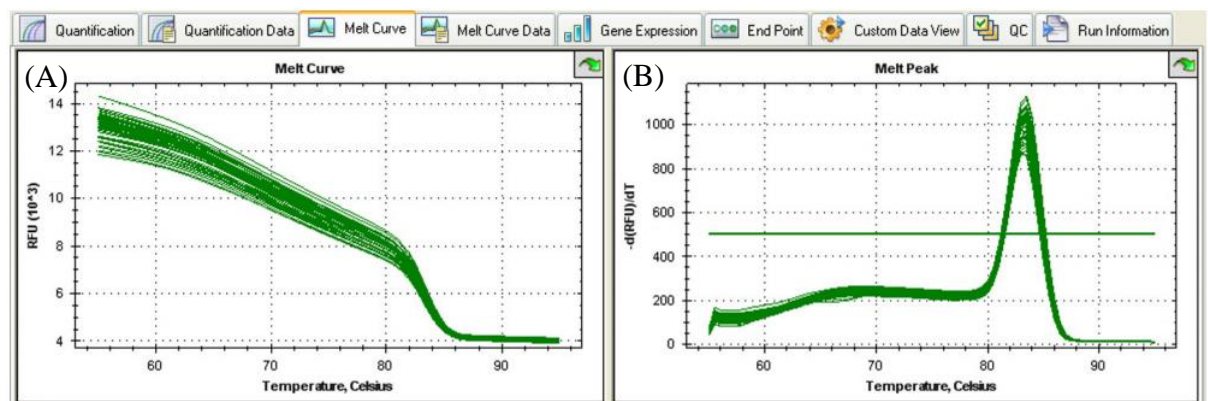 Quantification Quantification Data Melt Curve Melt Curve Data Gene Expression End Point Custom Data View QC Run Information
(A) Melt Curve
14
12
10
8
6
4
RFU (10^3)
60 70 80 90
Temperature, Celsius
(B) Melt Peak
1000
800
600
400
200
0
-d(RFU)/dT
60 70 80 90
Temperature, Celsius